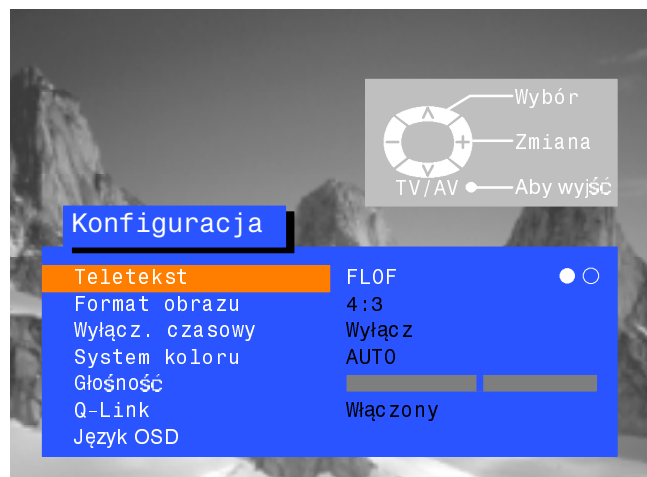 Wybór
Zmiana
TV/AV Aby wyjść
Konfiguracja
Teletekst FLOF
Format obrazu 4:3
Wyłącz. czasowy Wyłącz
System koloru AUTO
Głośność
Q-Link Włączony
Język OSD